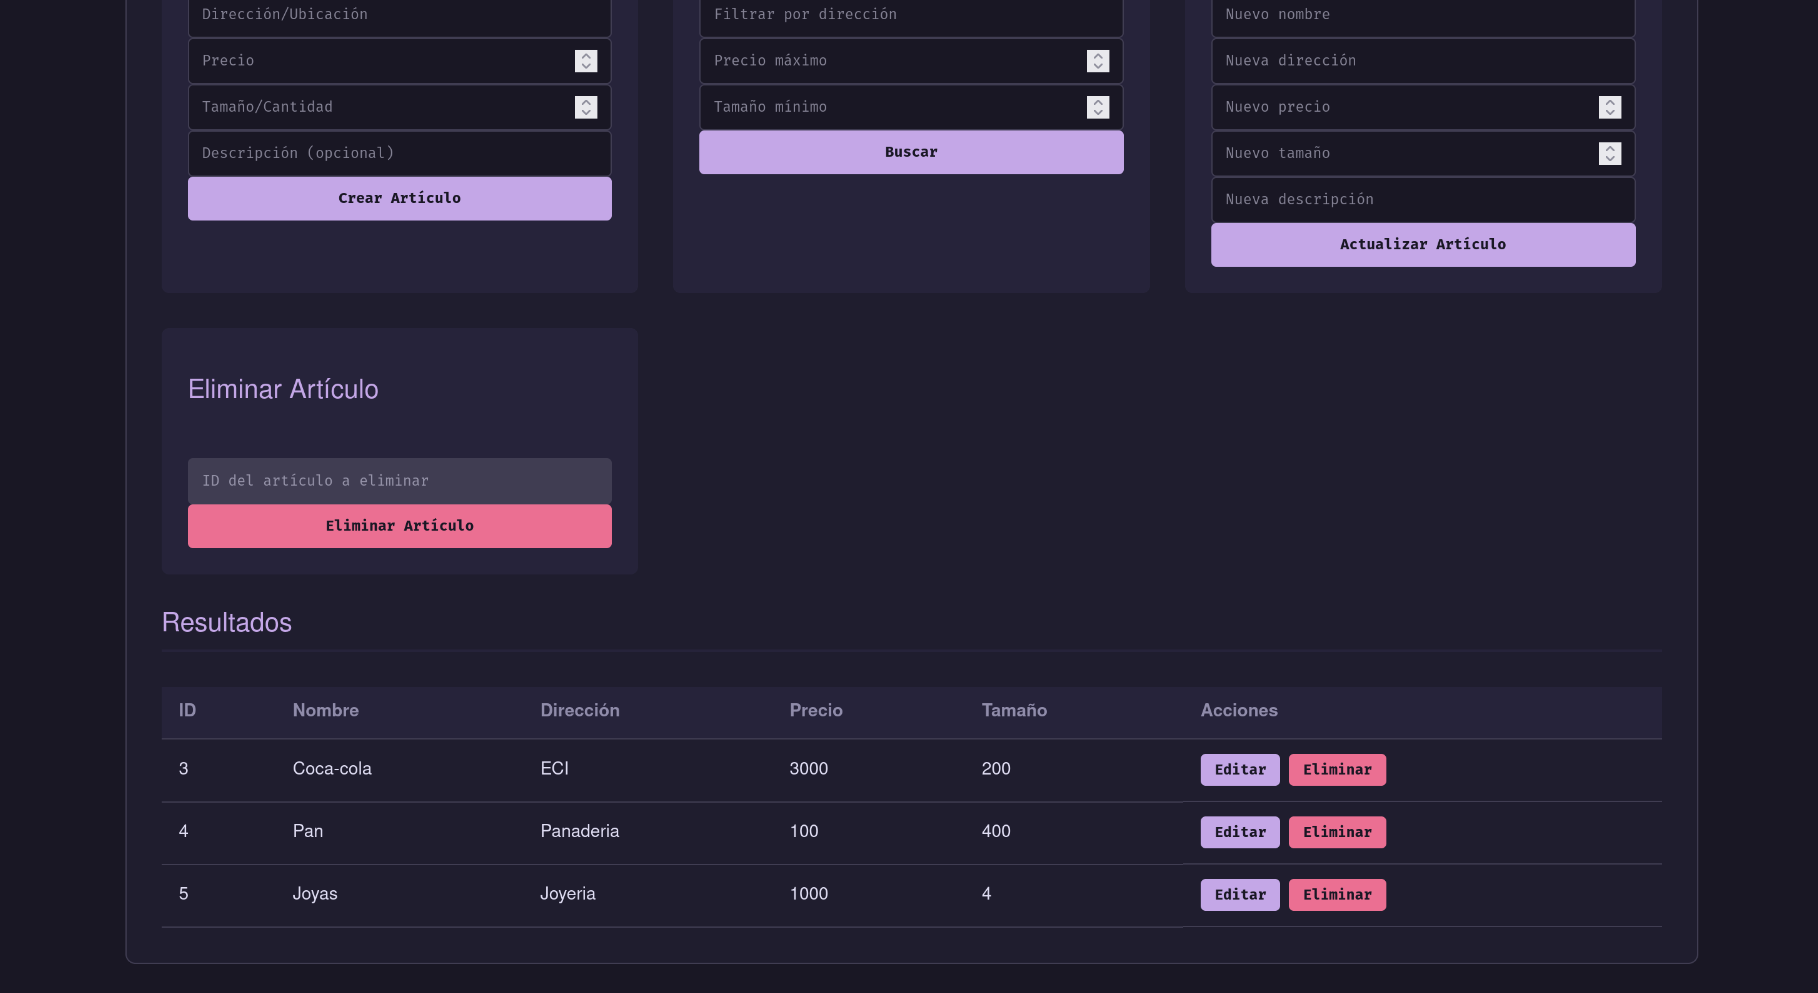 Dirección/Ubicación
Precio
Tamaño/Cantidad
Descripción (opcional)
Crear Artículo
Filtrar por dirección
Precio máximo
Tamaño mínimo
Buscar
Nuevo nombre
Nueva dirección
Nuevo precio
Nuevo tamaño
Nueva descripción
Actualizar Artículo
Eliminar Artículo
ID del artículo a eliminar
Eliminar Artículo
Resultados
ID Nombre Dirección Precio Tamaño Acciones
3 Coca-cola ECI 3000 200 Editar Eliminar
4 Pan Panaderia 100 400 Editar Eliminar
5 Joyas Joyeria 1000 4 Editar Eliminar